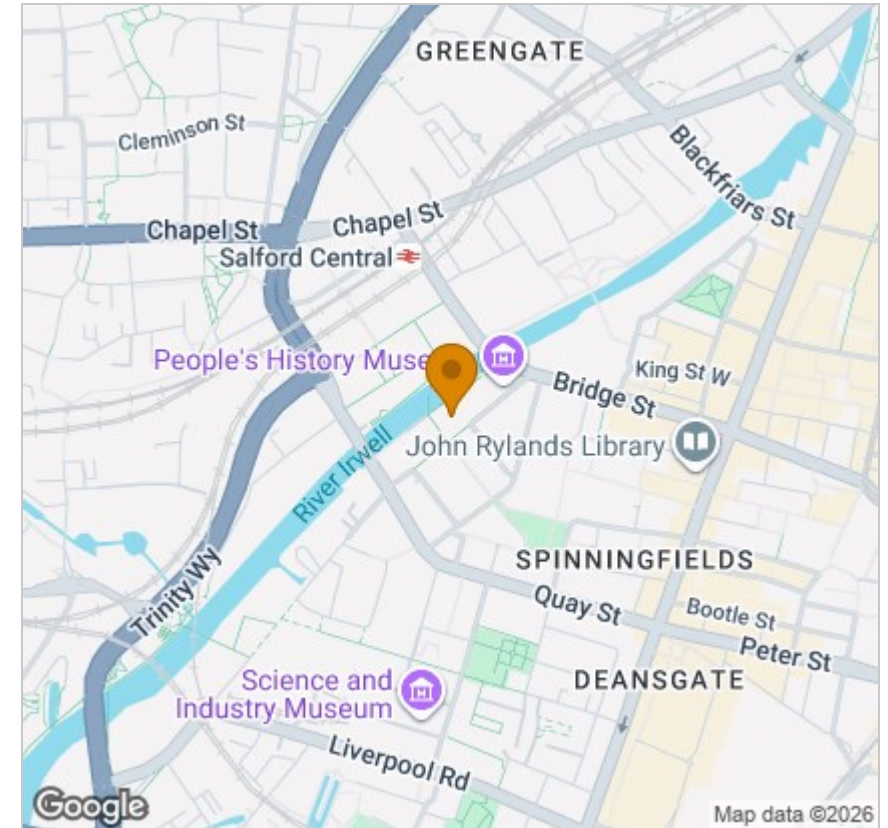 GREENGATE
Cleminson St
Blackfriars St
Chapel St
Chapel St
Salford Central
People's History Muse
King St W
Bridge St
John Rylands Library
River Irwell
SPINNINGFIELDS
Trinity Wy
Quay St
Bootle St
Peter St
Science and
Industry Museum
DEANSGATE
Liverpool Rd
Google
Map data ©2026